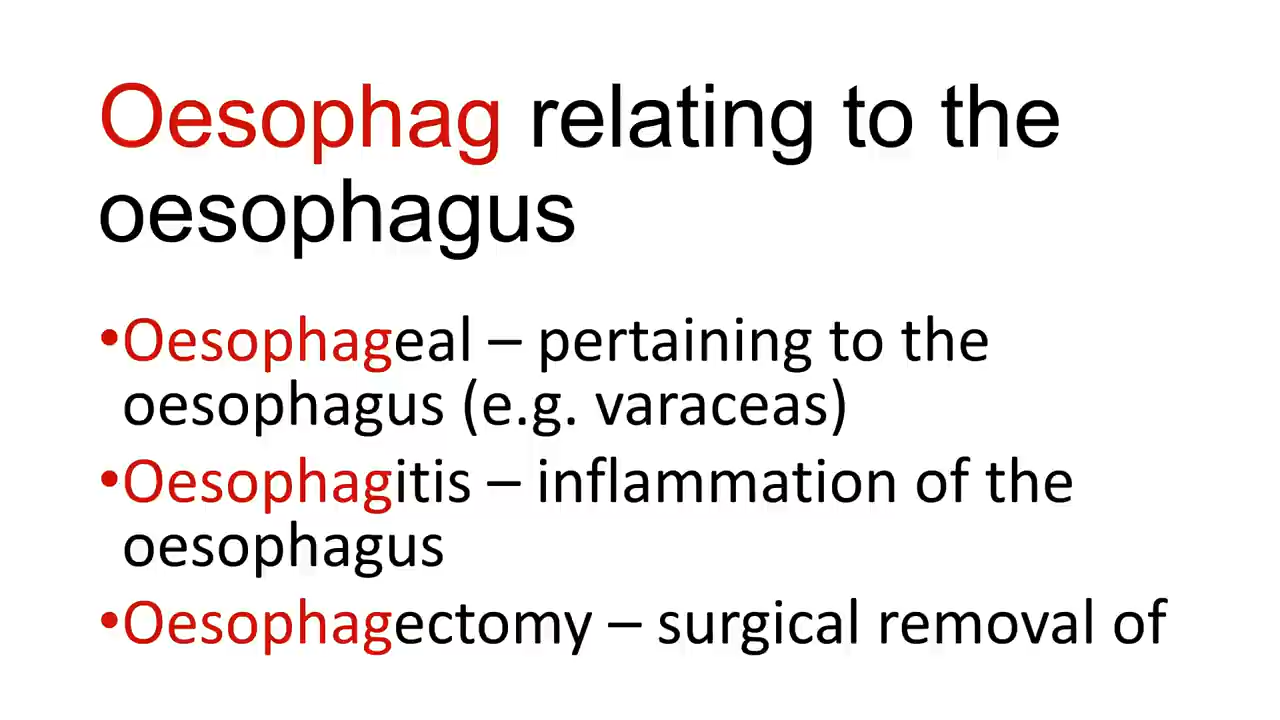 Oesophag relating to the
oesophagus
•Oesophageal – pertaining to the
oesophagus (e.g. varaceas)
•Oesophagitis – inflammation of the
oesophagus
•Oesophagectomy – surgical removal of